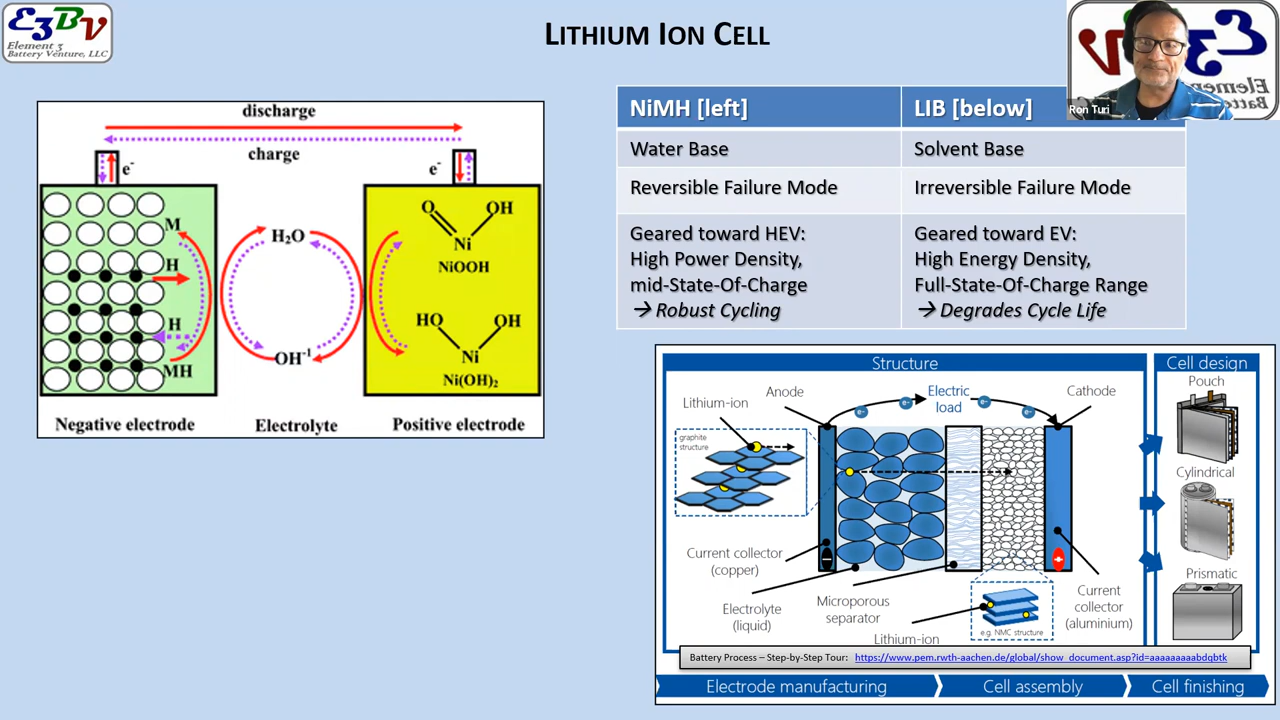 E3BV
Element 3
Battery Venture, LLC
LITHIUM ION CELL
Ron Turi
discharge
charge
e-
e-
M
H
H
MH
H₂O
OH⁻¹
O
OH
Ni
NiOOH
HO
OH
Ni
Ni(OH)₂
Negative electrode
Electrolyte
Positive electrode
NiMH [left]
LIB [below]
Water Base
Solvent Base
Reversible Failure Mode
Irreversible Failure Mode
Geared toward HEV:
High Power Density,
mid-State-Of-Charge
→ Robust Cycling
Geared toward EV:
High Energy Density,
Full-State-Of-Charge Range
→ Degrades Cycle Life
Structure
Cell design
Lithium-ion
Anode
Electric
load
Cathode
e-
e-
e-
e-
graphite
structure
Current collector
(copper)
Electrolyte
(liquid)
Microporous
separator
Lithium-ion
e.g. NMC structure
Current
collector
(aluminium)
Pouch
Cylindrical
Prismatic
Battery Process – Step-by-Step Tour: https://www.pem.rwth-aachen.de/global/show_document.asp?id=aaaaaaaaabdqbtk
Electrode manufacturing
Cell assembly
Cell finishing